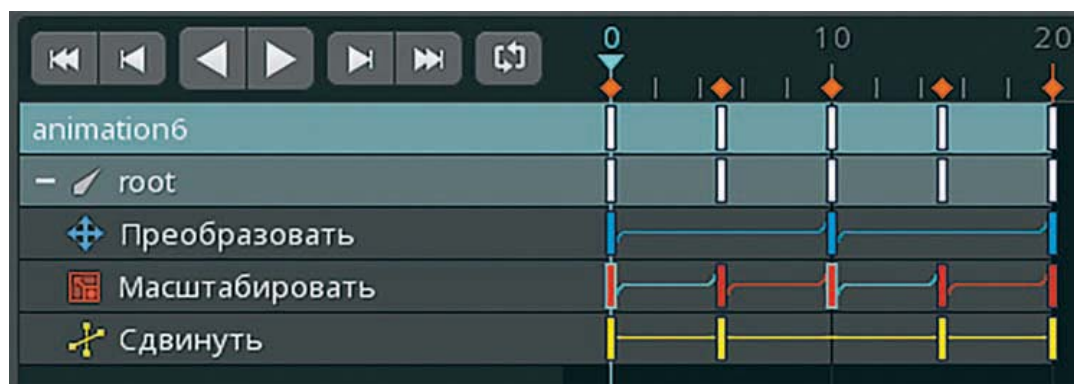 0 10 20
animation6
root
Преобразовать
Масштабировать
Сдвинуть